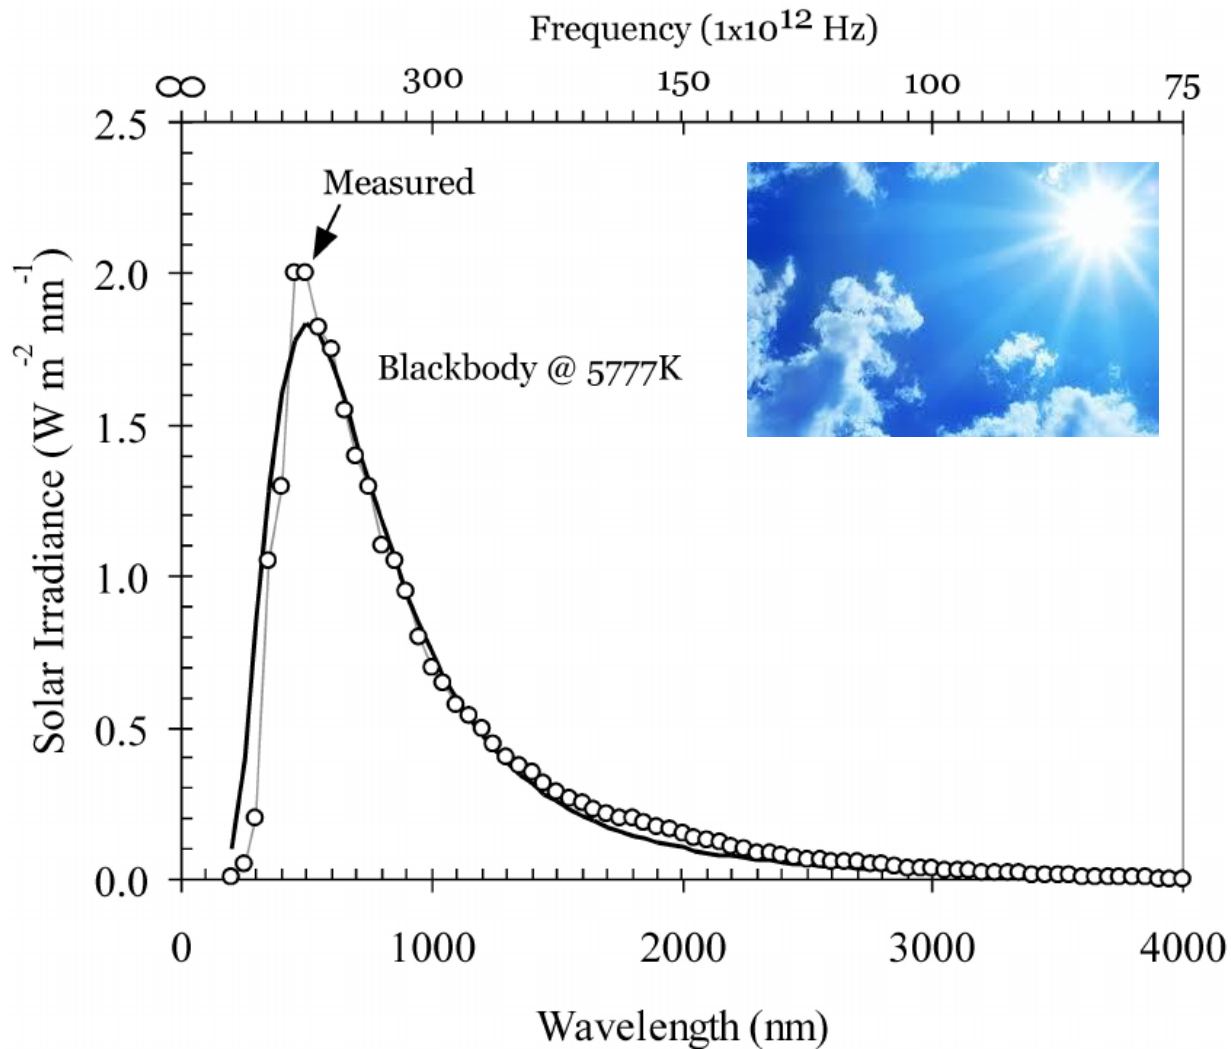 Frequency (1x10¹² Hz)
∞ 300 150 100 75
2.5
Measured
2.0
Blackbody @ 5777K
1.5
1.0
0.5
0.0
0 1000 2000 3000 4000
Wavelength (nm)
Solar Irradiance (W m⁻² nm⁻¹)